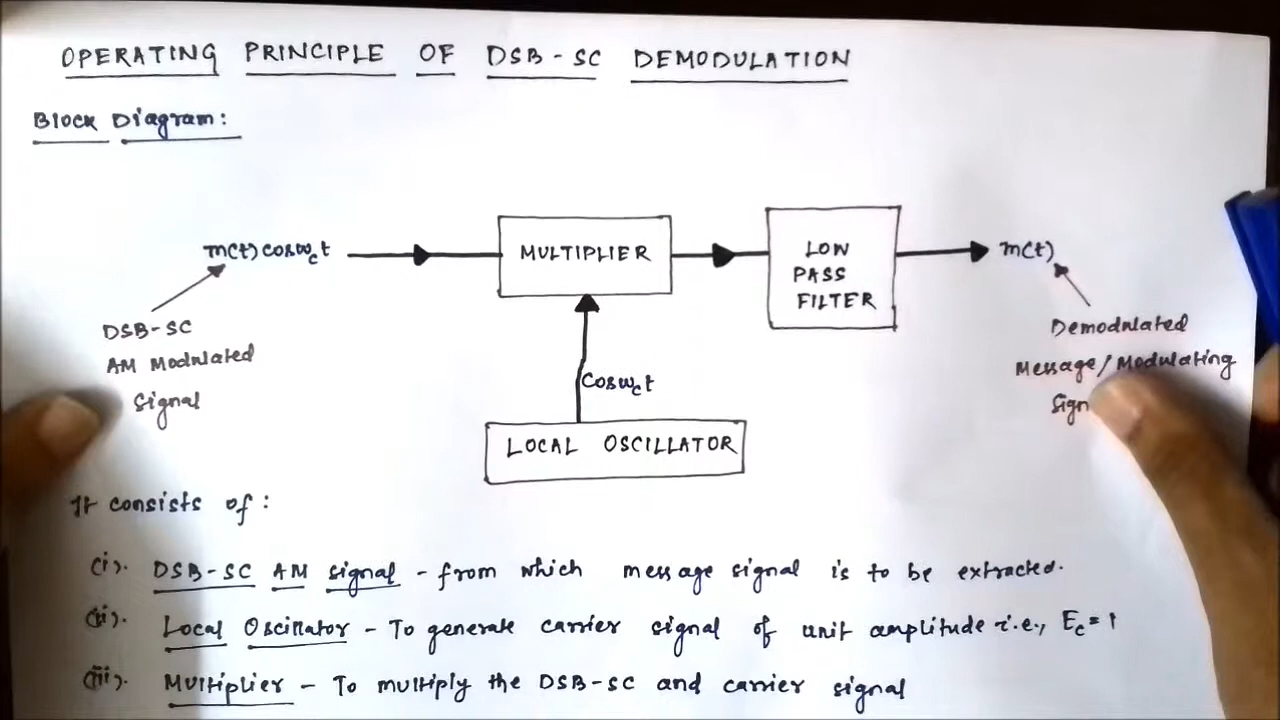 OPERATING PRINCIPLE OF DSB-SC DEMODULATION
Block Diagram:
m(t) cosω_c t
MULTIPLIER
LOW
PASS
FILTER
m(t)
DSB-SC
AM Modulated
Signal
cosω_c t
LOCAL OSCILLATOR
Demodulated
Message/Modulating
Sign
It consists of:
(i). DSB-SC AM signal - from which message signal is to be extracted.
(ii). Local Oscillator - To generate carrier signal of unit amplitude i.e., E_c = 1
(iii). Multiplier - To multiply the DSB-SC and carrier signal